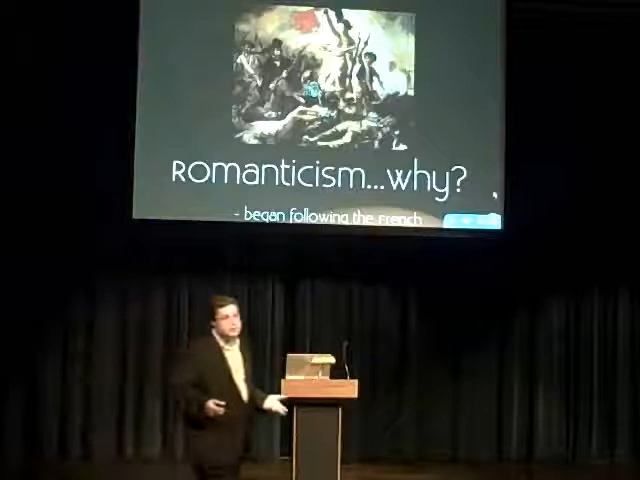 Romanticism...why?
- began following the French